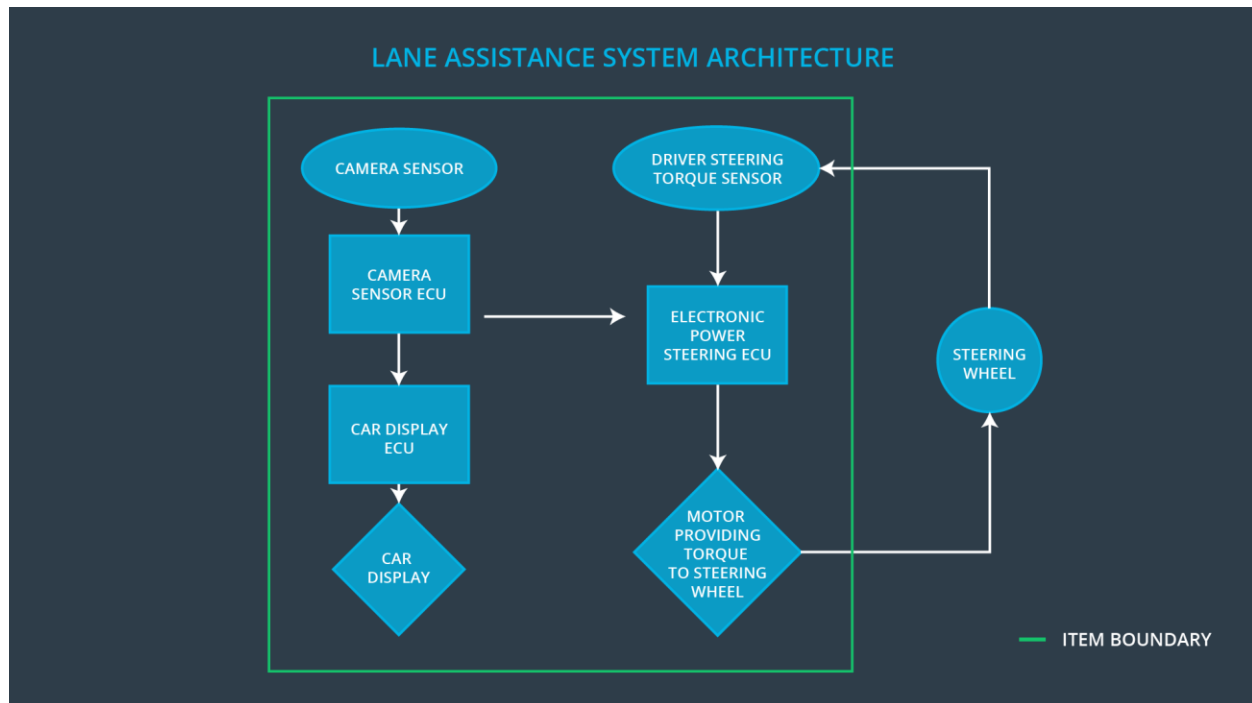 LANE ASSISTANCE SYSTEM ARCHITECTURE
CAMERA SENSOR
CAMERA
SENSOR ECU
CAR DISPLAY
ECU
CAR
DISPLAY
DRIVER STEERING
TORQUE SENSOR
ELECTRONIC
POWER
STEERING ECU
MOTOR
PROVIDING
TORQUE
TO STEERING
WHEEL
STEERING
WHEEL
ITEM BOUNDARY